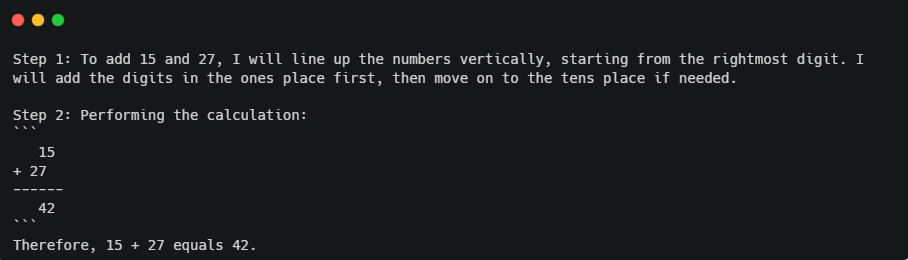 Step 1: To add 15 and 27, I will line up the numbers vertically, starting from the rightmost digit. I
will add the digits in the ones place first, then move on to the tens place if needed.

Step 2: Performing the calculation:
```
   15
+ 27
------
   42
```
Therefore, 15 + 27 equals 42.